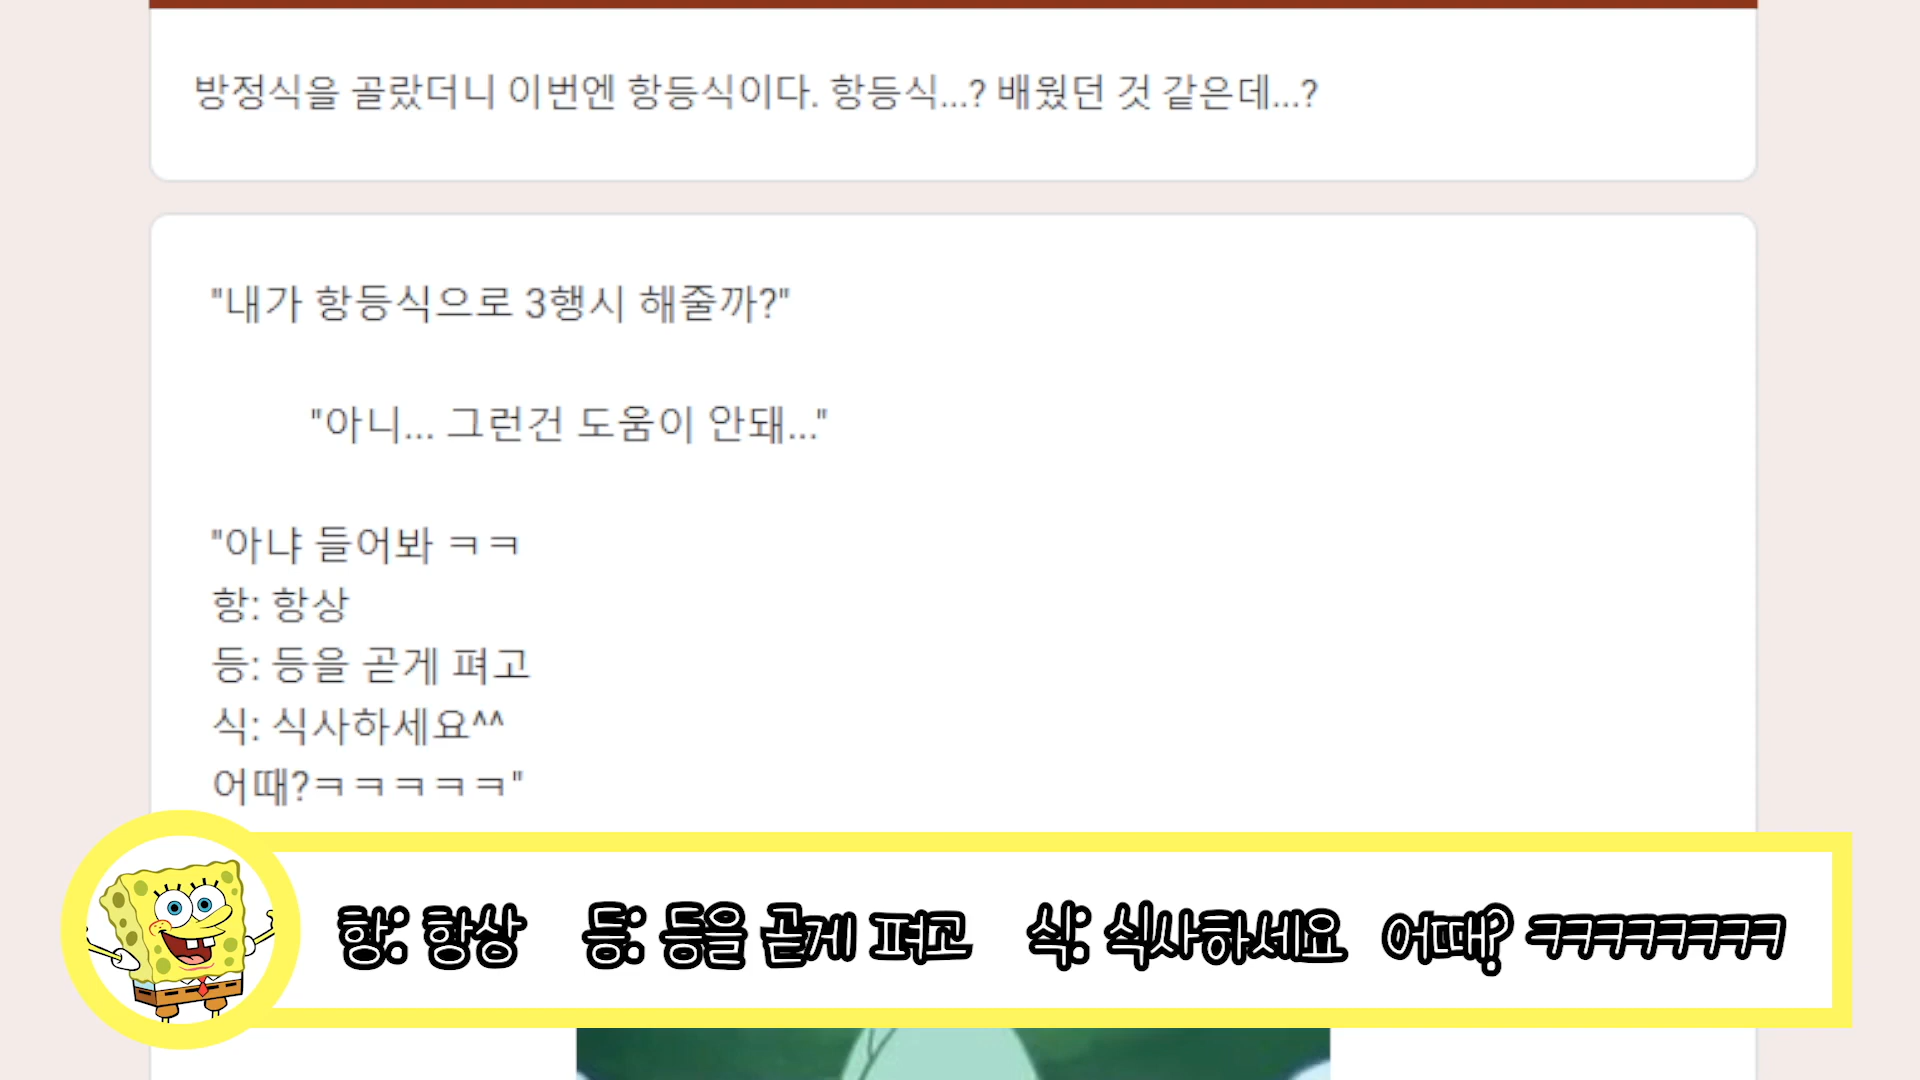 방정식을 골랐더니 이번엔 항등식이다. 항등식...? 배웠던 것 같은데...?
"내가 항등식으로 3행시 해줄까?"
"아니... 그런건 도움이 안돼..."
"아냐 들어봐 ㅋㅋ
항: 항상
등: 등을 곧게 펴고
식: 식사하세요^^
어때?ㅋㅋㅋㅋㅋ"
항: 항상 등: 등을 곧게 펴고 식: 식사하세요 어때? ㅋㅋㅋㅋㅋㅋㅋㅋ